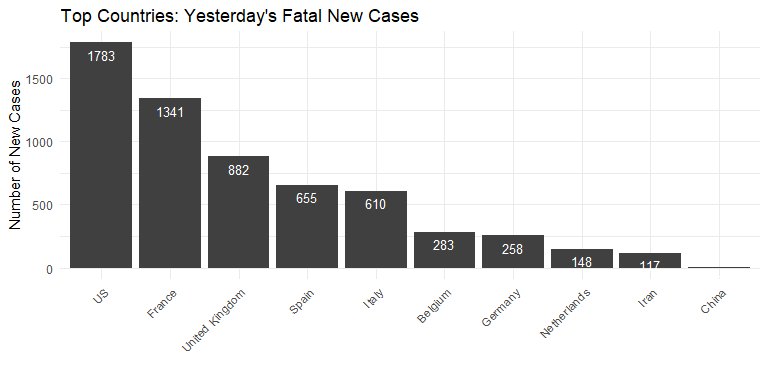 Top Countries: Yesterday's Fatal New Cases
Number of New Cases
1500
1000
500
0
1783
1341
882
655
610
283
258
148
117
US
France
United Kingdom
Spain
Italy
Belgium
Germany
Netherlands
Iran
China